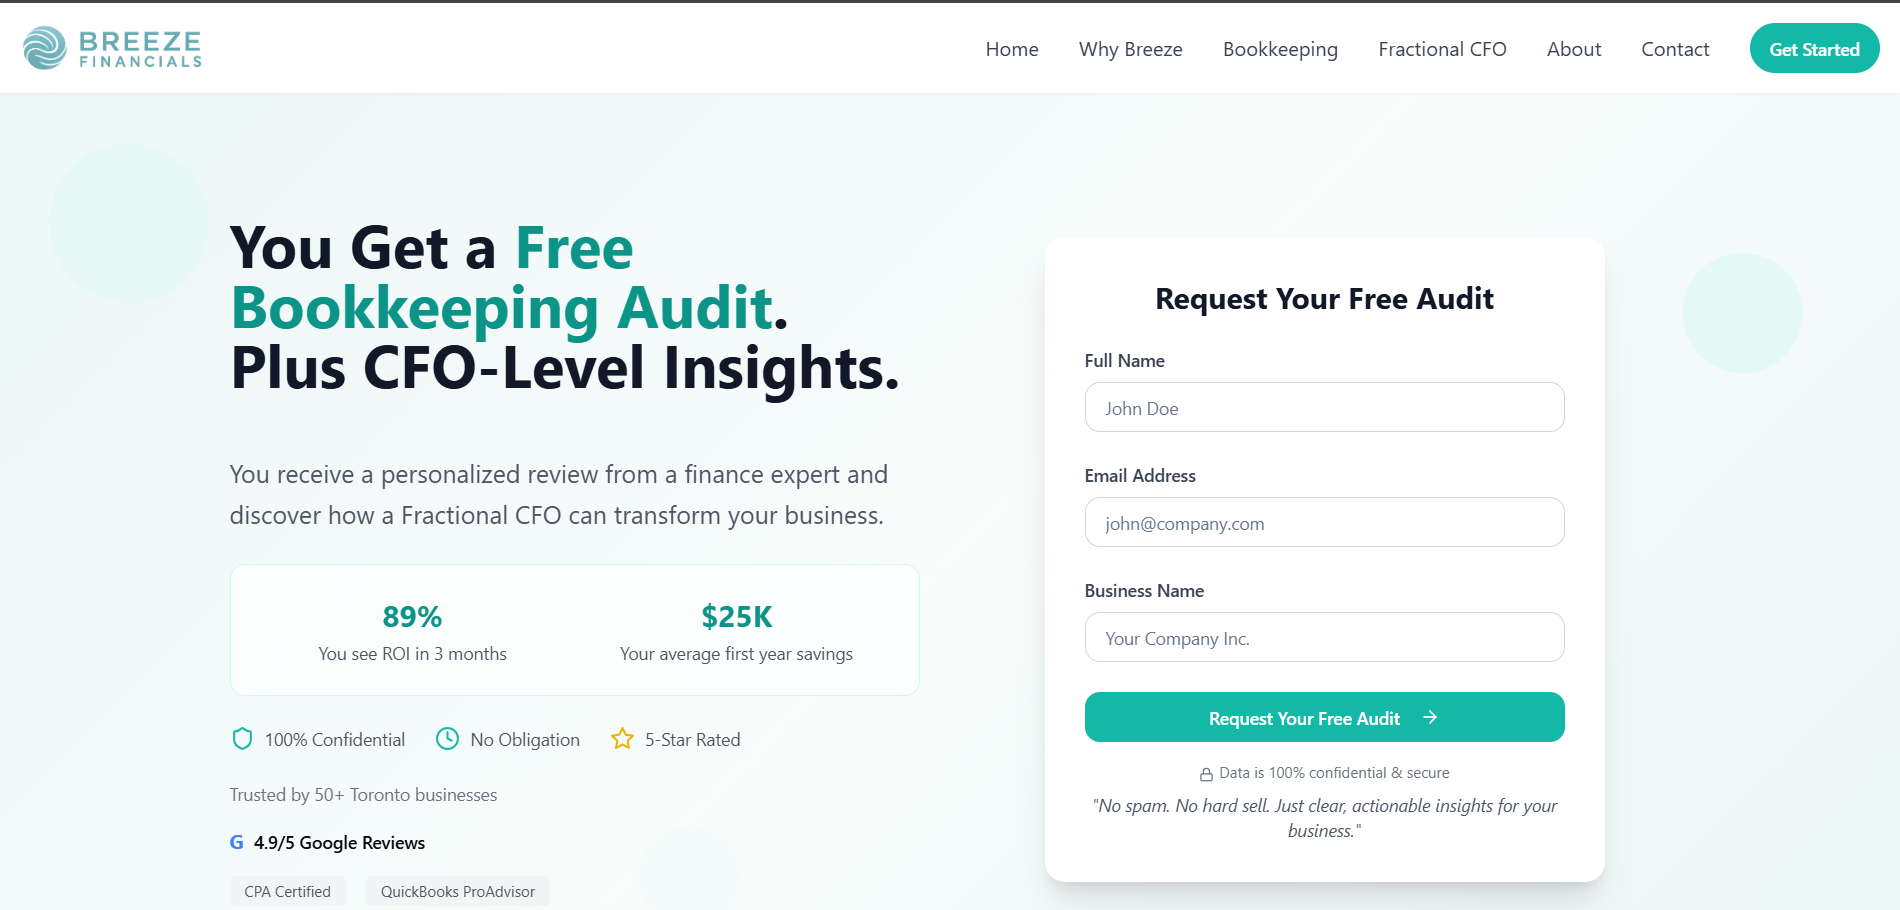 BREEZE
FINANCIALS
Home
Why Breeze
Bookkeeping
Fractional CFO
About
Contact
Get Started
You Get a Free
Bookkeeping Audit.
Plus CFO-Level Insights.
You receive a personalized review from a finance expert and
discover how a Fractional CFO can transform your business.
89%
You see ROI in 3 months
$25K
Your average first year savings
100% Confidential
No Obligation
5-Star Rated
Trusted by 50+ Toronto businesses
G 4.9/5 Google Reviews
CPA Certified
QuickBooks ProAdvisor
Request Your Free Audit
Full Name
John Doe
Email Address
john@company.com
Business Name
Your Company Inc.
Request Your Free Audit →
Data is 100% confidential & secure
"No spam. No hard sell. Just clear, actionable insights for your
business."